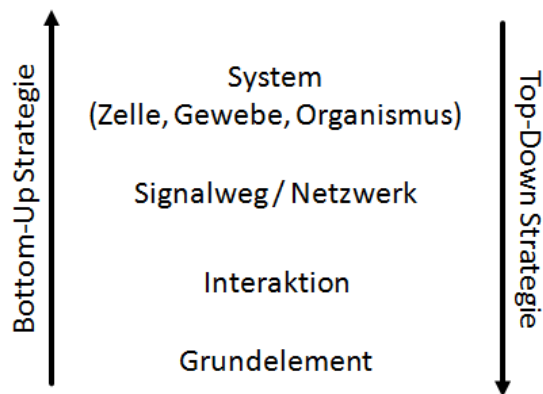 Bottom-Up Strategie
System
(Zelle, Gewebe, Organismus)
Signalweg / Netzwerk
Interaktion
Grundelement
Top-Down Strategie